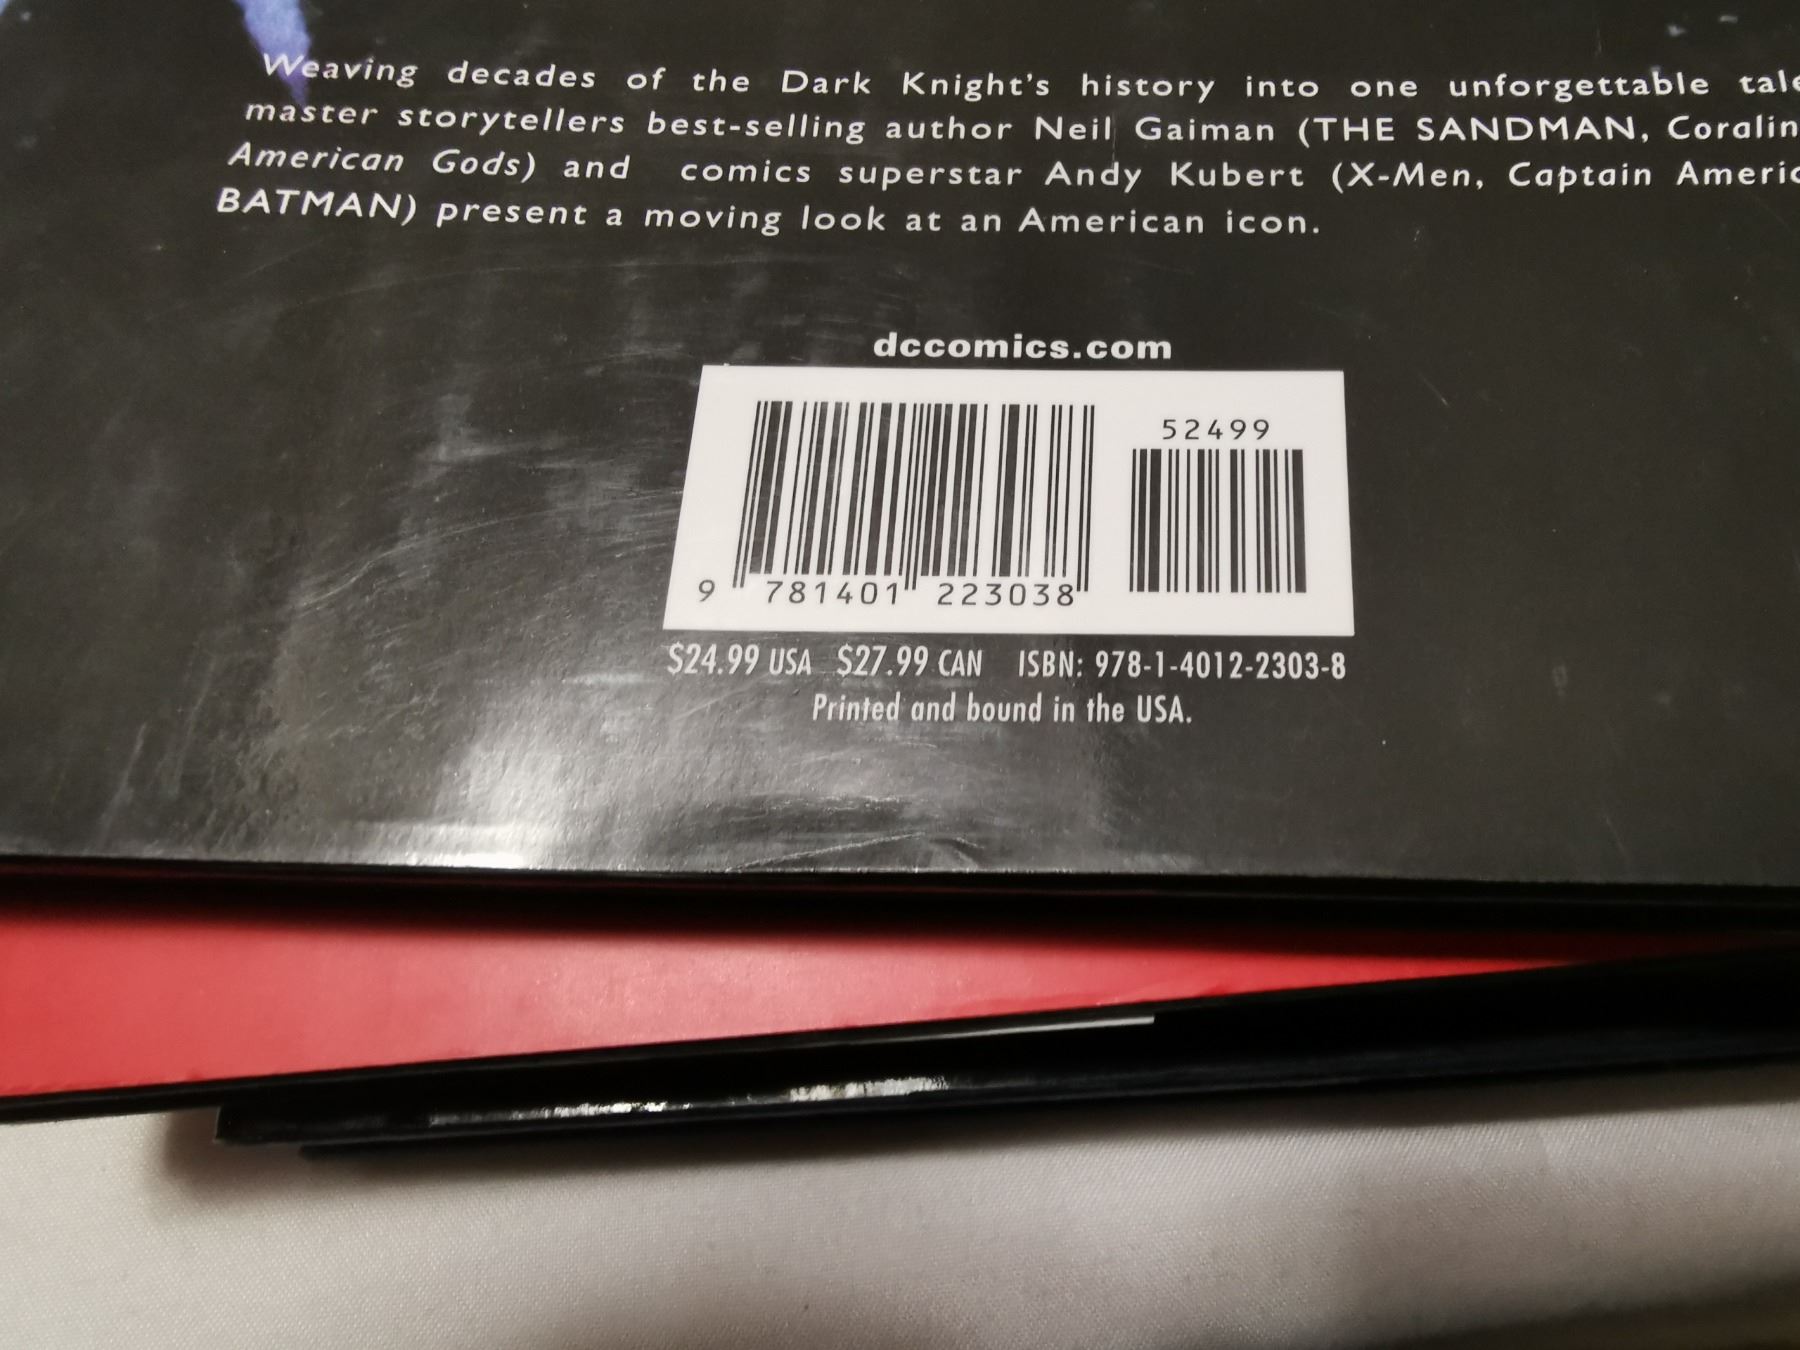 Weaving decades of the Dark Knight's history into one unforgettable tale
master storytellers best-selling author Neil Gaiman (THE SANDMAN, Coralin
American Gods) and comics superstar Andy Kubert (X-Men, Captain Americ
BATMAN) present a moving look at an American icon.
dccomics.com
52499
9 781401 223038
$24.99 USA $27.99 CAN ISBN: 978-1-4012-2303-8
Printed and bound in the USA.